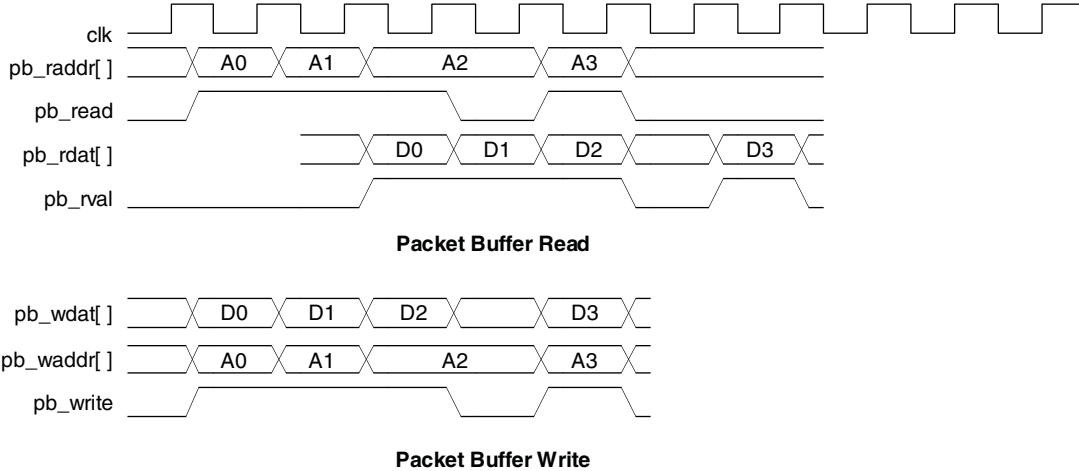 clk
pb_raddr[ ] A0 A1 A2 A3
pb_read
pb_rdat[ ] D0 D1 D2 D3
pb_rval
Packet Buffer Read
pb_wdat[ ] D0 D1 D2 D3
pb_waddr[ ] A0 A1 A2 A3
pb_write
Packet Buffer Write